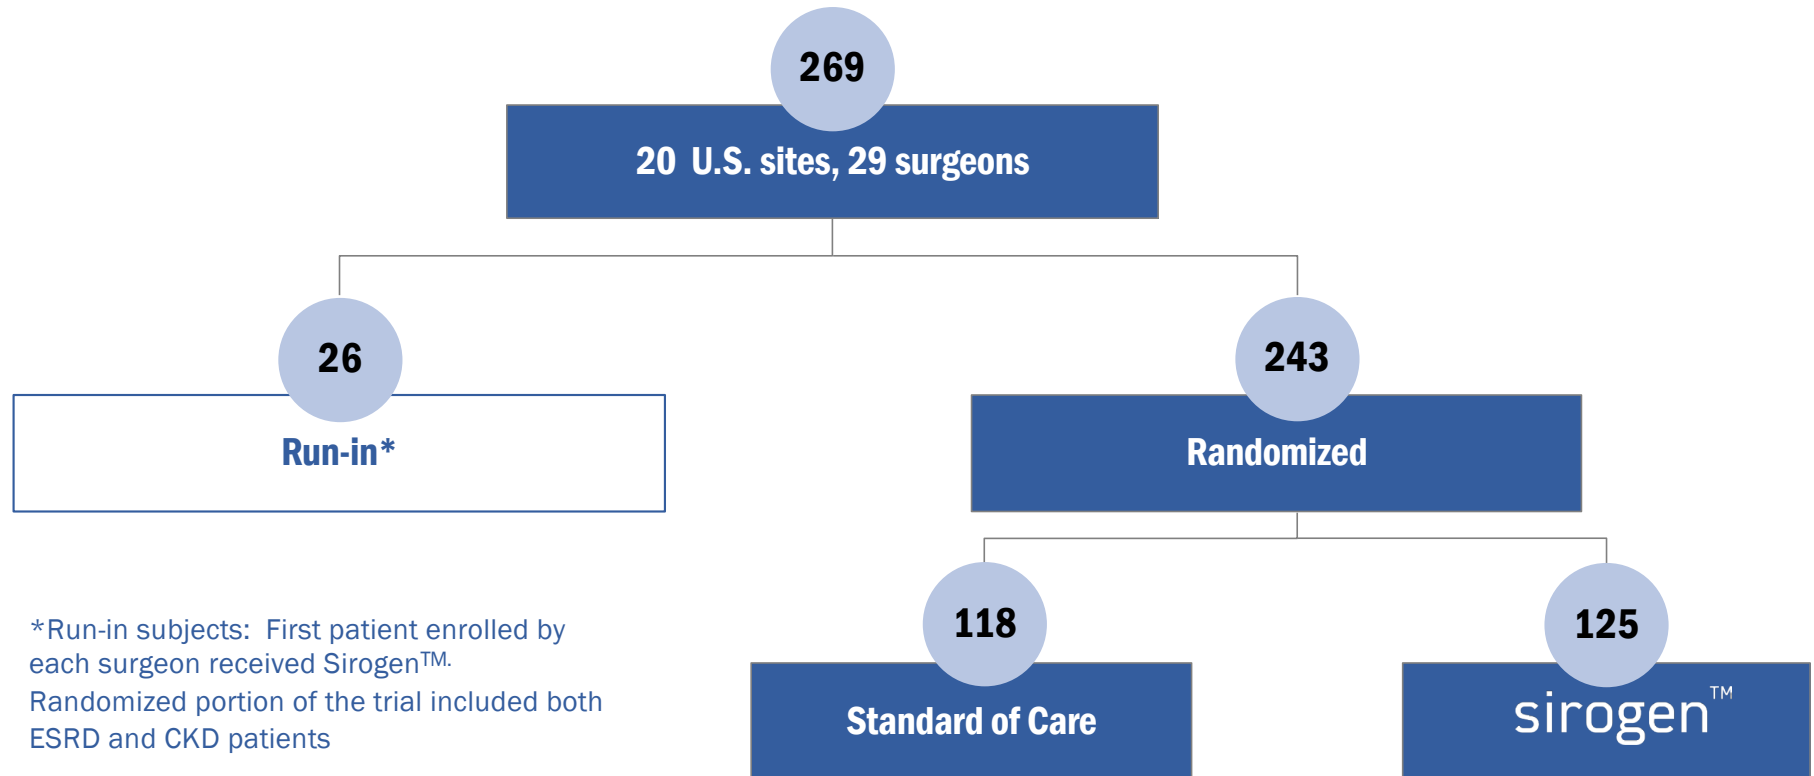 269
20 U.S. sites, 29 surgeons
26
243
Run-in*
Randomized
*Run-in subjects: First patient enrolled by
each surgeon received Sirogen™.
Randomized portion of the trial included both
ESRD and CKD patients
118
125
Standard of Care
sirogen™